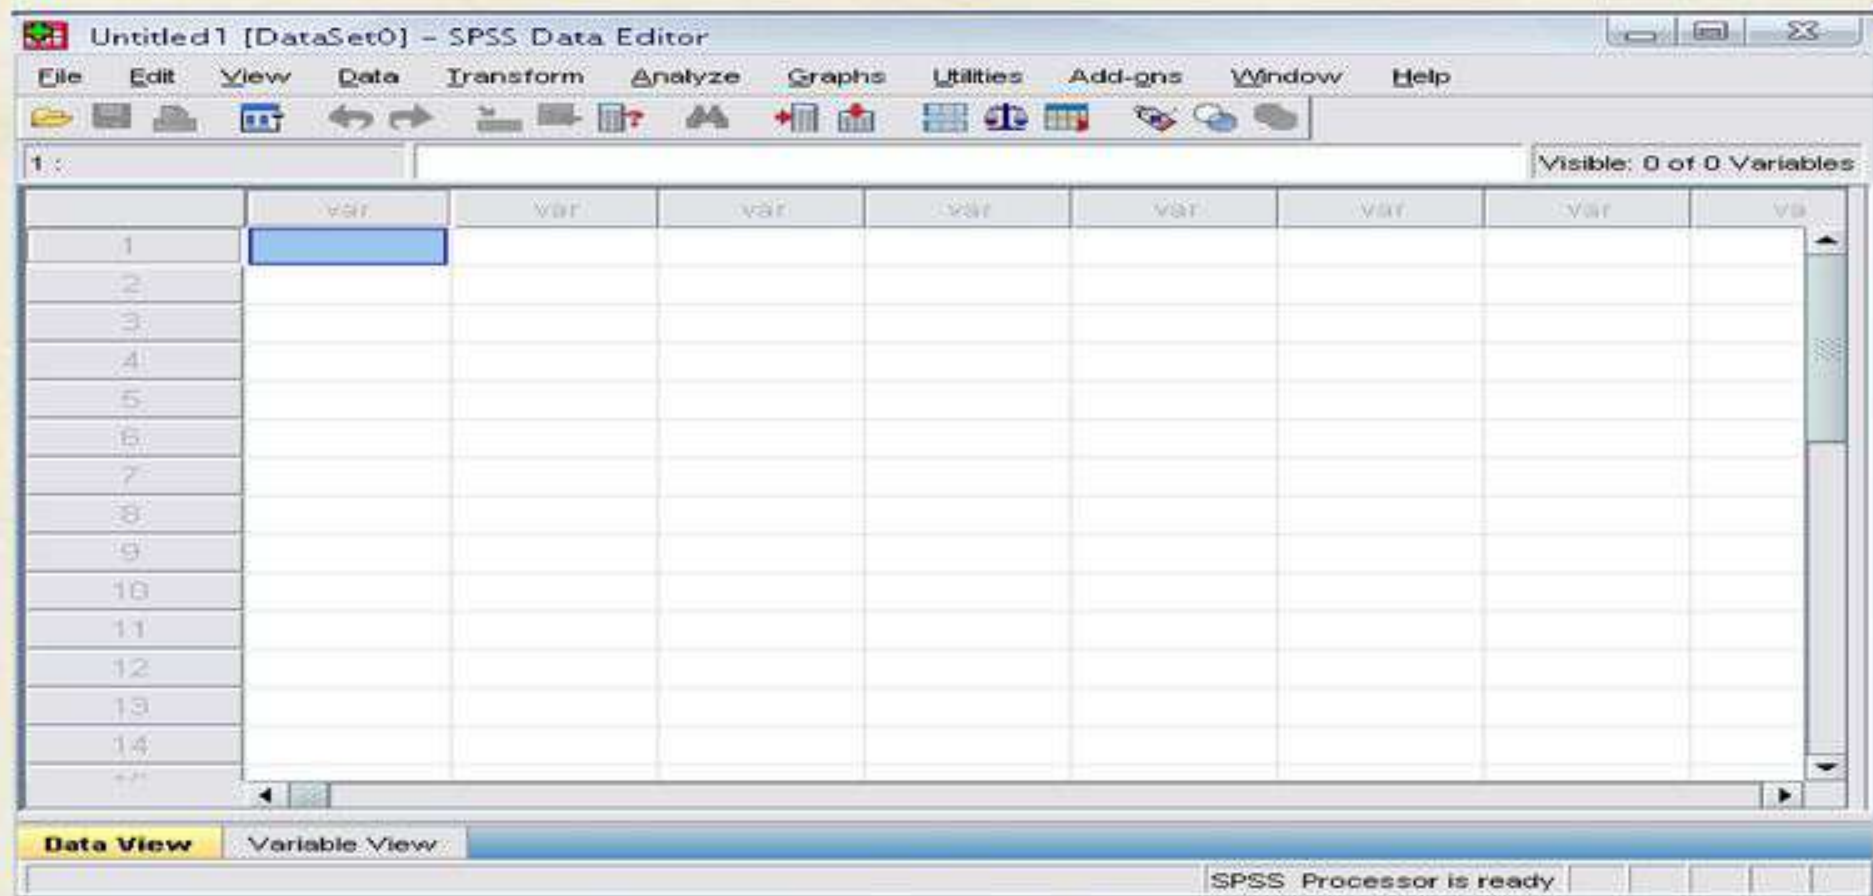 Untitled1 [DataSet0] - SPSS Data Editor
File Edit View Data Transform Analyze Graphs Utilities Add-ons Window Help
1 : Visible: 0 of 0 Variables
var var var var var var var va
1
2
3
4
5
6
7
8
9
10
11
12
13
14
Data View Variable View
SPSS Processor is ready